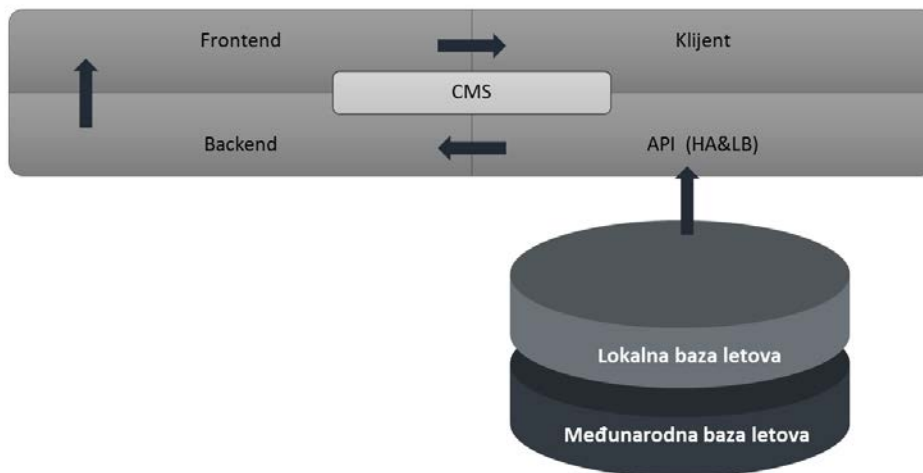 Frontend
Klijent
CMS
Backend
API (HA&LB)
Lokalna baza letova
Međunarodna baza letova